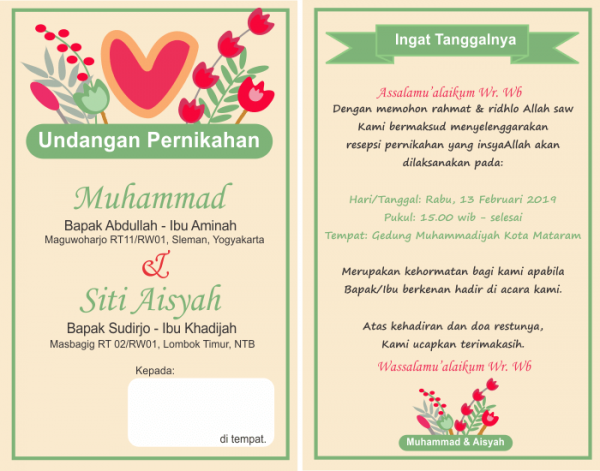 Undangan Pernikahan
Muhammad
Bapak Abdullah - Ibu Aminah
Maguwoharjo RT11/RW01, Sleman, Yogyakarta
&
Siti Aisyah
Bapak Sudirjo - Ibu Khadijah
Masbagig RT 02/RW01, Lombok Timur, NTB
Kepada:
di tempat.
Ingat Tanggalnya
Assalamu'alaikum Wr. Wb
Dengan memohon rahmat & ridhlo Allah saw
Kami bermaksud menyelenggarakan
resepsi pernikahan yang insyaAllah akan
dilaksanakan pada:
Hari/Tanggal: Rabu, 13 Februari 2019
Pukul: 15.00 wib - selesai
Tempat: Gedung Muhammadiyah Kota Mataram
Merupakan kehormatan bagi kami apabila
Bapak/Ibu berkenan hadir di acara kami.
Atas kehadiran dan doa restunya,
Kami ucapkan terimakasih.
Wassalamu'alaikum Wr. Wb
Muhammad & Aisyah